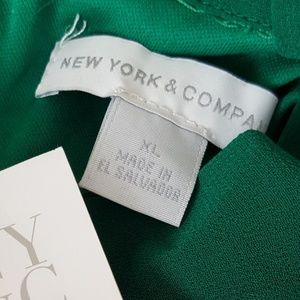 NEW YORK & COMPA
XL
MADE IN
EL SALVADOR
Y
C